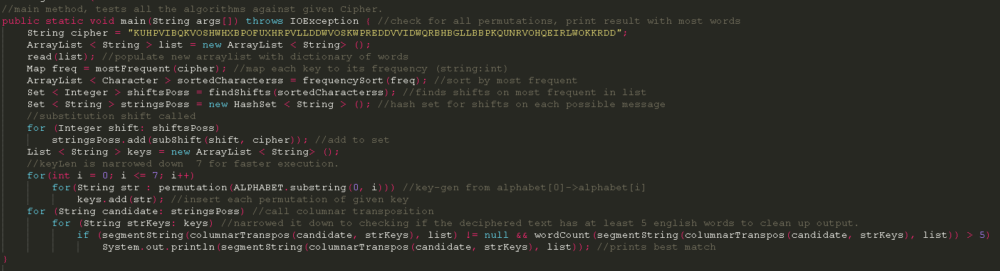 //main method, tests all the algorithms against given Cipher.
public static void main(String args[]) throws IOException { //check for all permutations, print result with most words
String cipher = "KUHPVIBQKVOSHWHXBPOFUXHRPVLLDDWVOSKWPREDDVVIDWQRBHBGLLBBPKQUNRVOHQEIRLWOKKRDD";
ArrayList < String > list = new ArrayList < String> ();
read(list); //populate new arraylist with dictionary of words
Map freq = mostFrequent(cipher); //map each key to its frequency (string:int)
ArrayList < Character > sortedCharacterss = frequencySort(freq); //sort by most frequent
Set < Integer > shiftsPoss = findShifts(sortedCharacterss); //finds shifts on most frequent in list
Set < String > stringsPoss = new HashSet < String > (); //hash set for shifts on each possible message
//substitution shift called
for (Integer shift: shiftsPoss)
stringsPoss.add(subShift(shift, cipher)); //add to set
List < String > keys = new ArrayList < String> ();
//keyLen is narrowed down  7 for faster execution.
for(int i = 0; i <= 7; i++)
for(String str : permutation(ALPHABET.substring(0, i))) //key-gen from alphabet[0]->alphabet[i]
keys.add(str); //insert each permutation of given key
for (String candidate: stringsPoss) //call columnar transposition
for (String strKeys: keys) //narrowed it down to checking if the deciphered text has at least 5 english words to clean up output.
if (segmentString(columnarTranspos(candidate, strKeys), list) != null && wordCount(segmentString(columnarTranspos(candidate, strKeys), list)) > 5)
System.out.println(segmentString(columnarTranspos(candidate, strKeys), list)); //prints best match
}